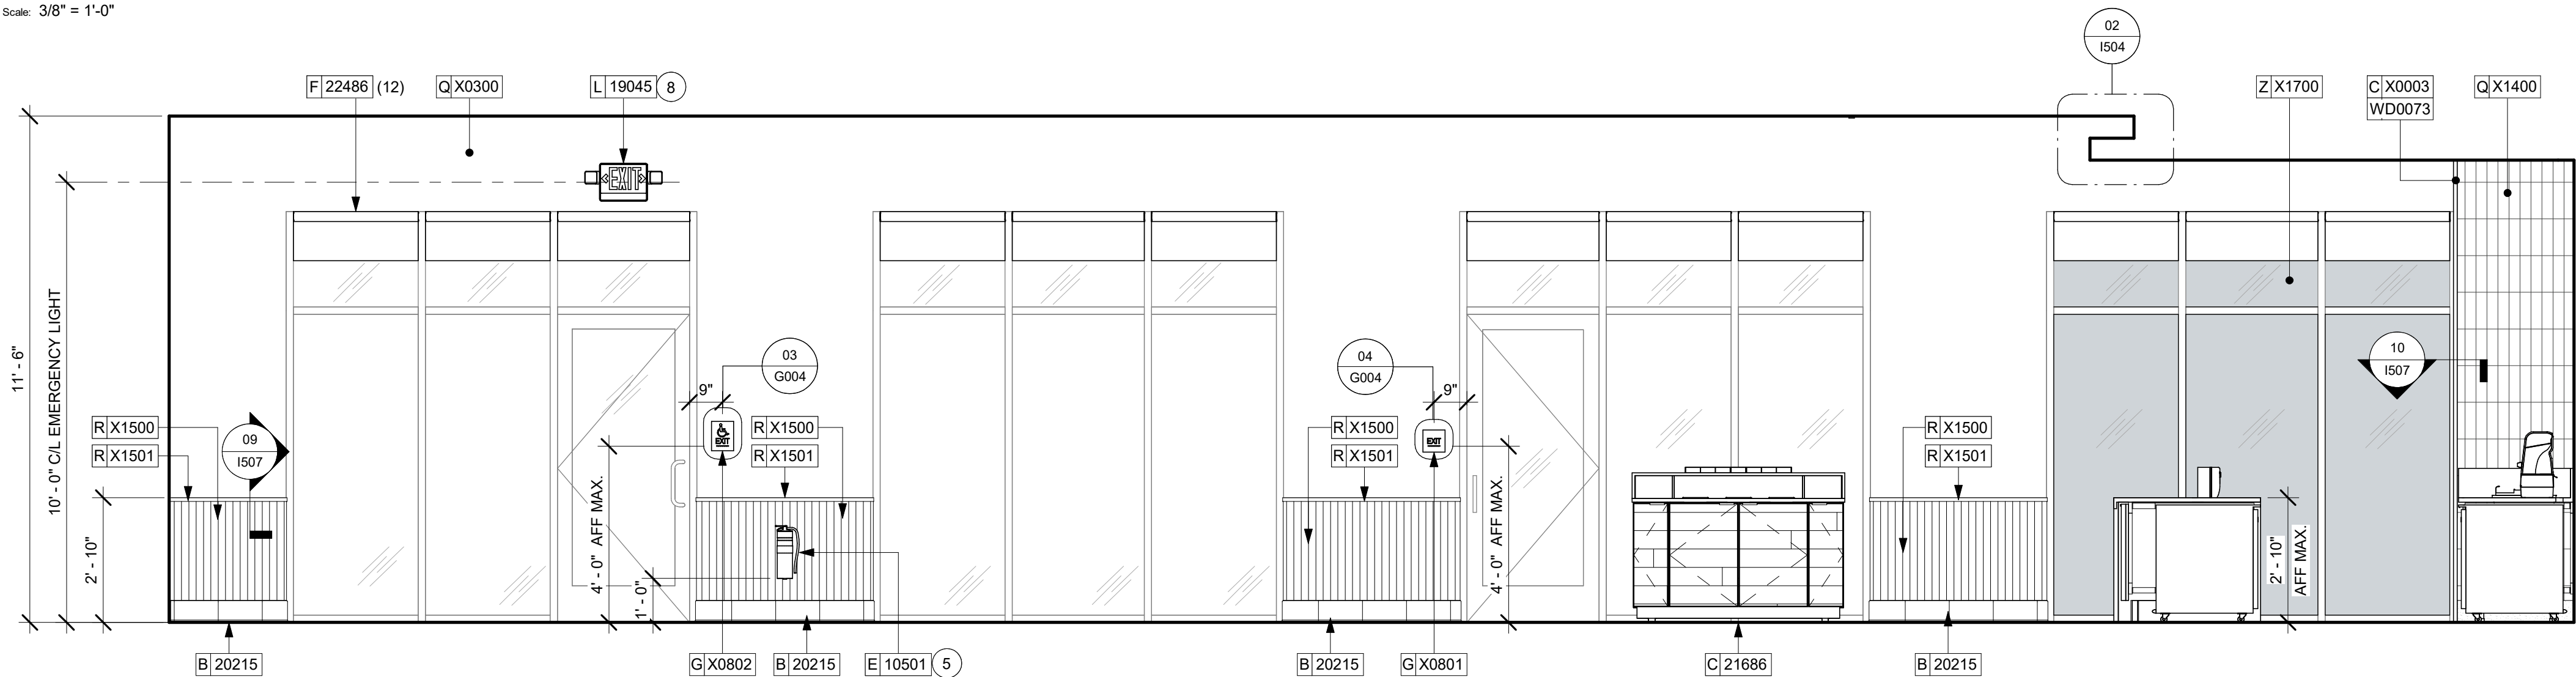 Scale: 3/8" = 1'-0"
02
I504
F 22486 (12)
Q X0300
L 19045 8
Z X1700
C X0003
WD0073
Q X1400
EXIT
11' - 6"
10' - 0" C/L EMERGENCY LIGHT
03
G004
04
G004
10
I507
9"
9"
R X1500
R X1501
09
I507
EXIT
R X1500
R X1501
R X1500
R X1501
EXIT
R X1500
R X1501
2' - 10"
4' - 0" AFF MAX.
1' - 0"
4' - 0" AFF MAX.
2' - 10"
AFF MAX.
B 20215
G X0802
B 20215
E 10501 5
B 20215
G X0801
C 21686
B 20215